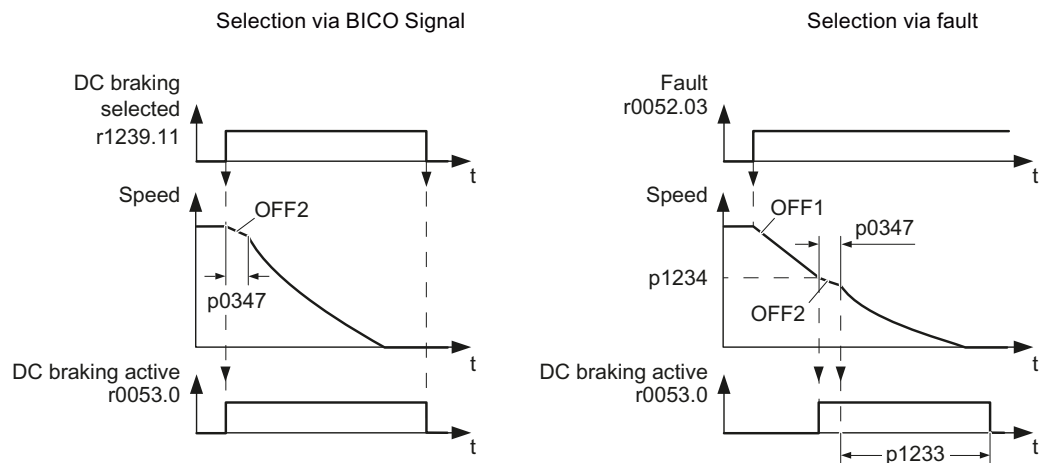 Selection via BICO Signal
DC braking
selected
r1239.11
t
Speed
OFF2
p0347
t
DC braking active
r0053.0
t
Selection via fault
Fault
r0052.03
t
Speed
OFF1
p0347
p1234
OFF2
t
DC braking active
r0053.0
t
p1233